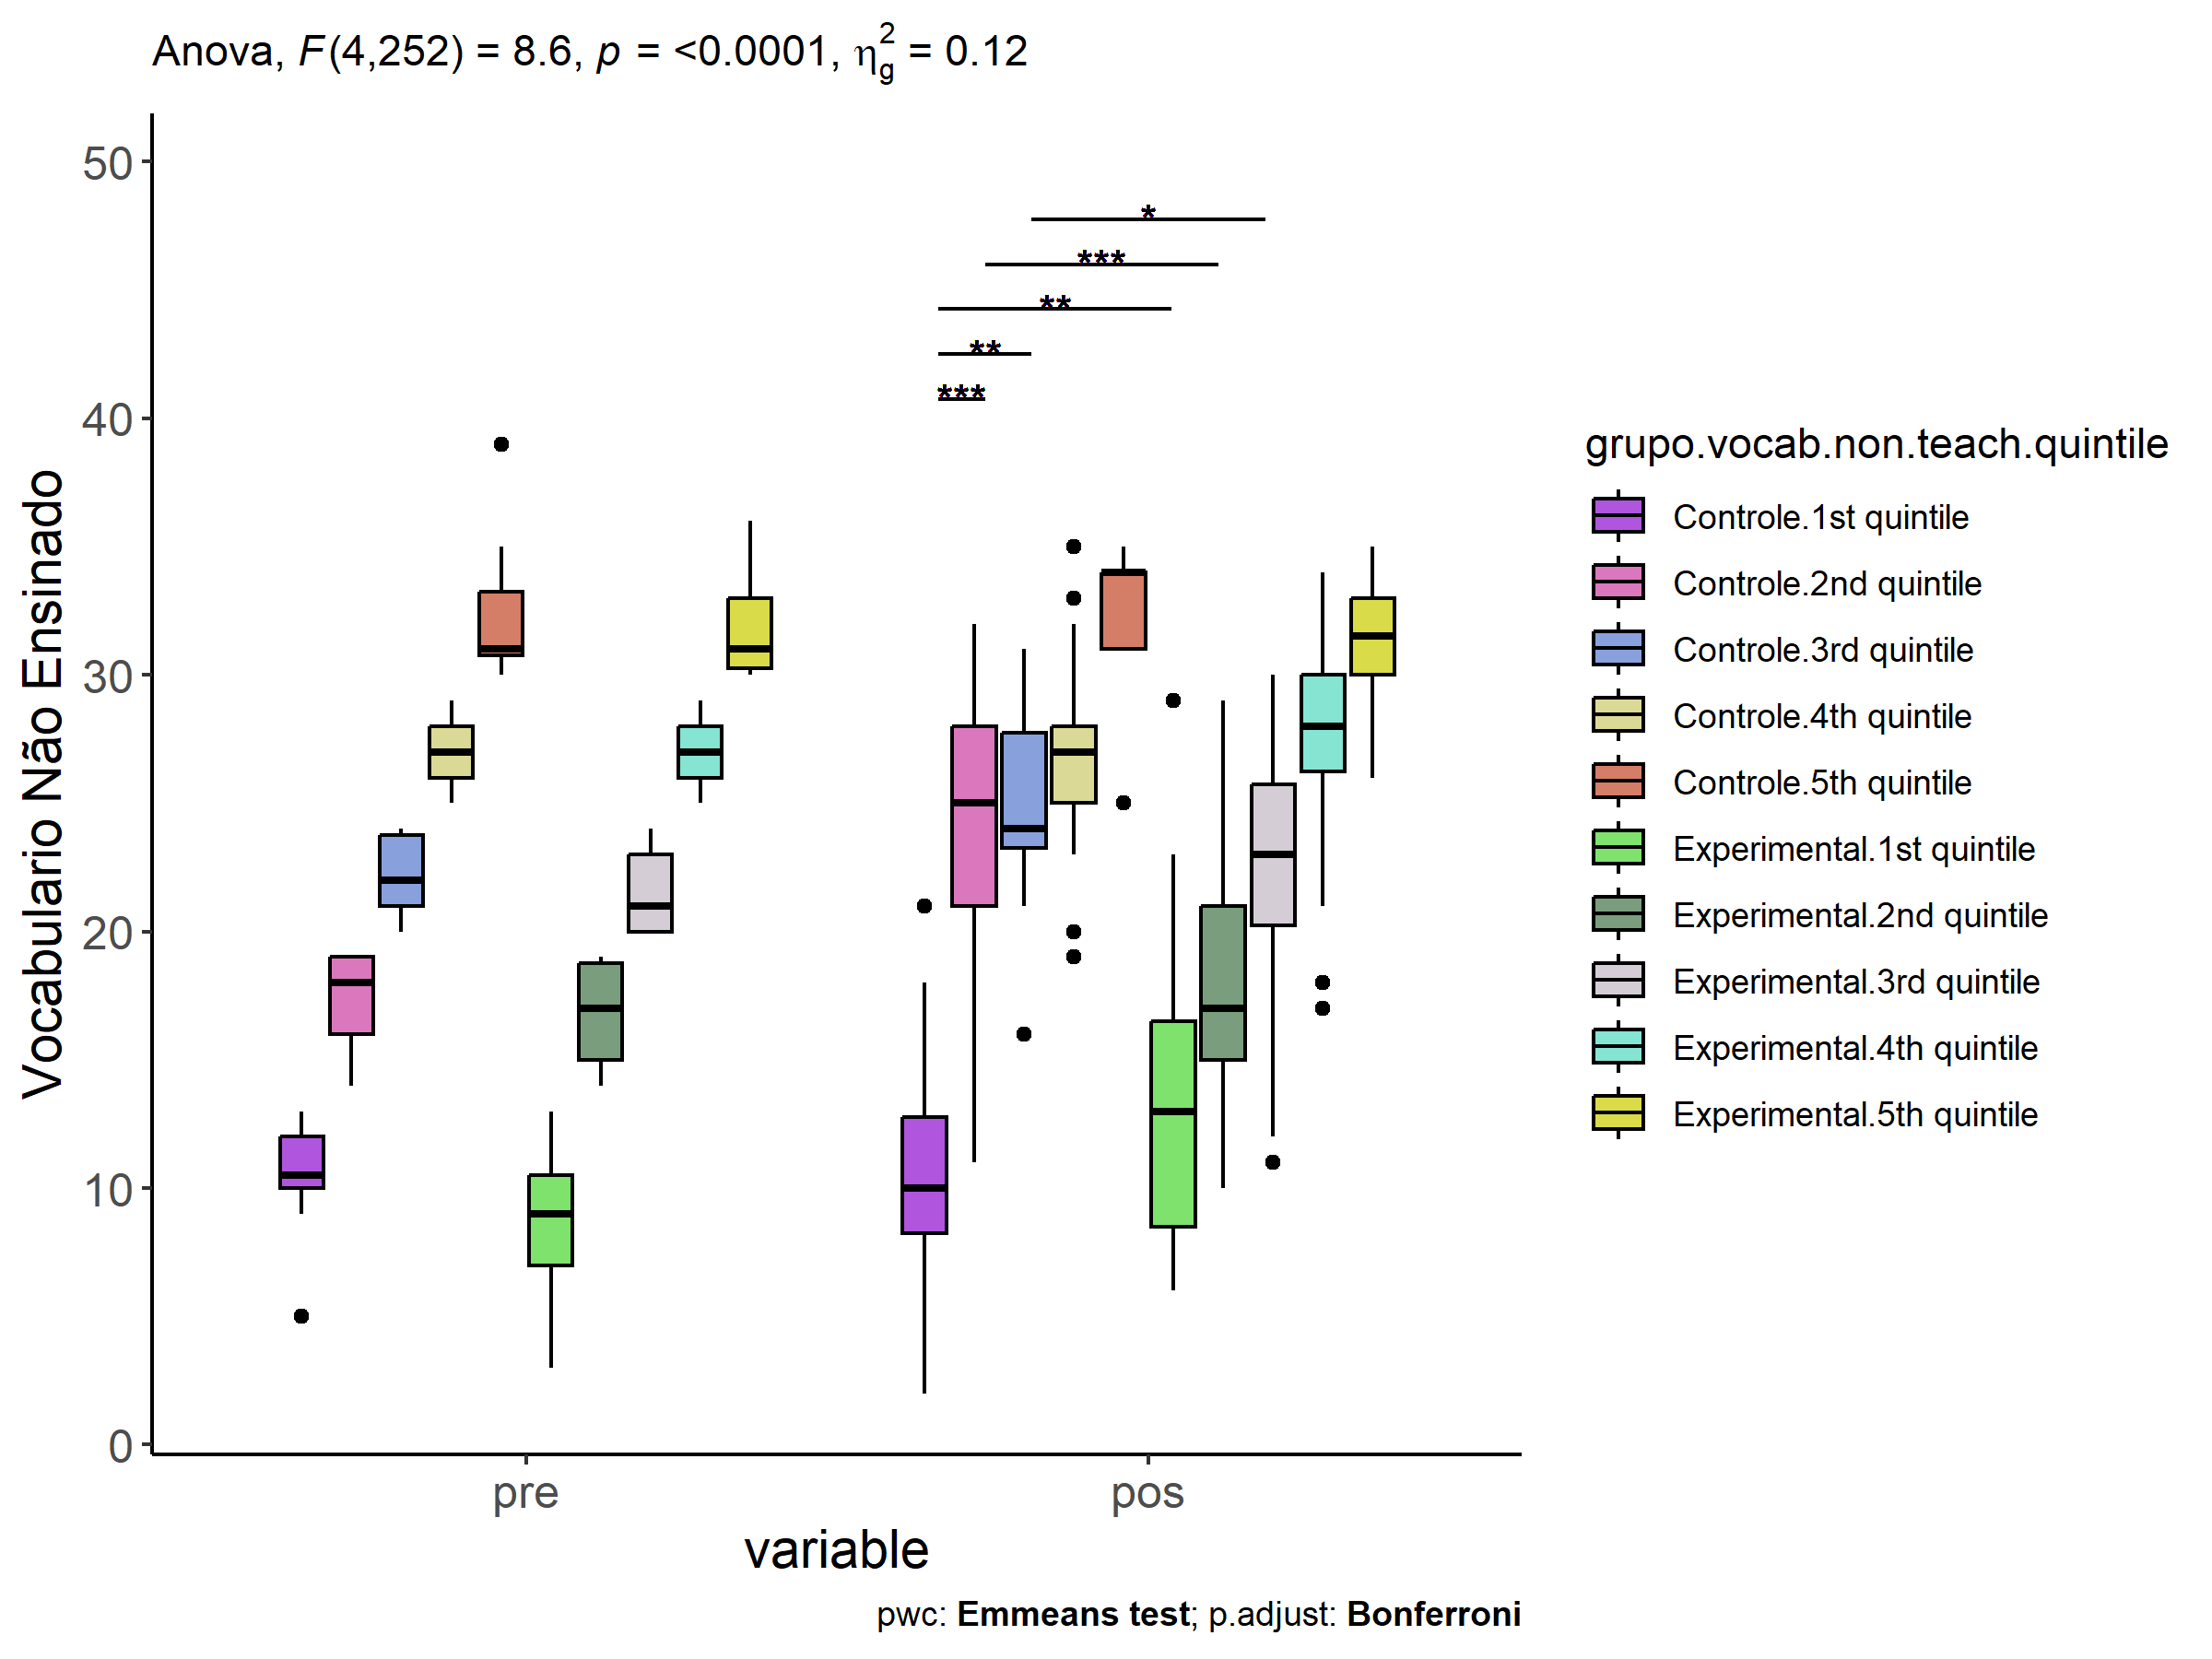 Anova, F(4,252) = 8.6, p = <0.0001, η²g = 0.12
50
40
30
20
10
0
Vocabulario Não Ensinado
*
***
**
**
***
pre pos
variable
pwc: Emmeans test; p.adjust: Bonferroni
grupo.vocab.non.teach.quintile
Controle.1st quintile
Controle.2nd quintile
Controle.3rd quintile
Controle.4th quintile
Controle.5th quintile
Experimental.1st quintile
Experimental.2nd quintile
Experimental.3rd quintile
Experimental.4th quintile
Experimental.5th quintile